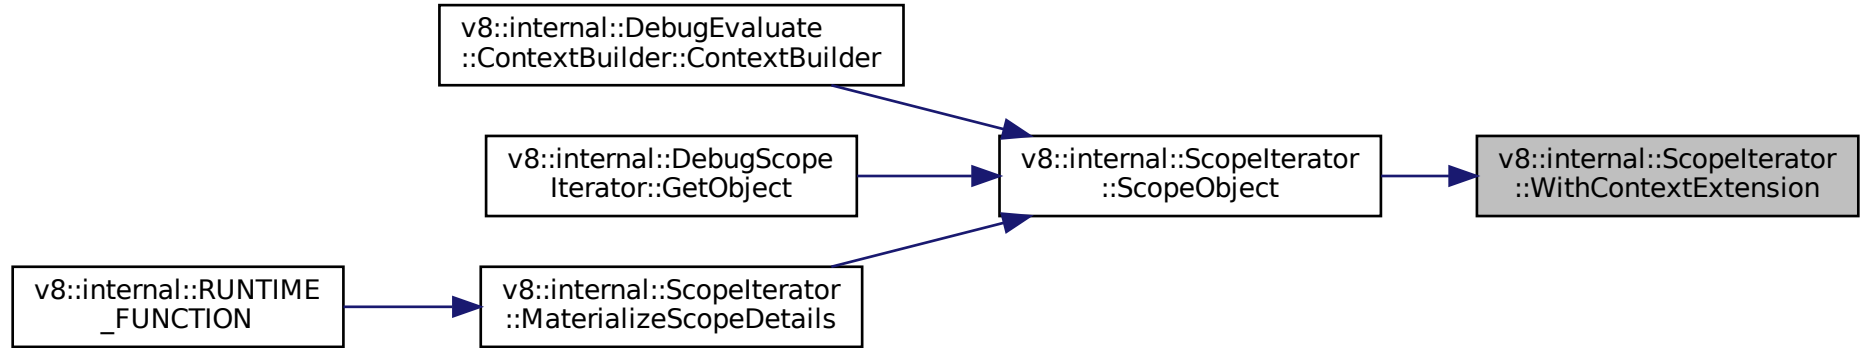 v8::internal::DebugEvaluate
::ContextBuilder::ContextBuilder
v8::internal::DebugScope
Iterator::GetObject
v8::internal::ScopeIterator
::ScopeObject
v8::internal::ScopeIterator
::WithContextExtension
v8::internal::RUNTIME
_FUNCTION
v8::internal::ScopeIterator
::MaterializeScopeDetails